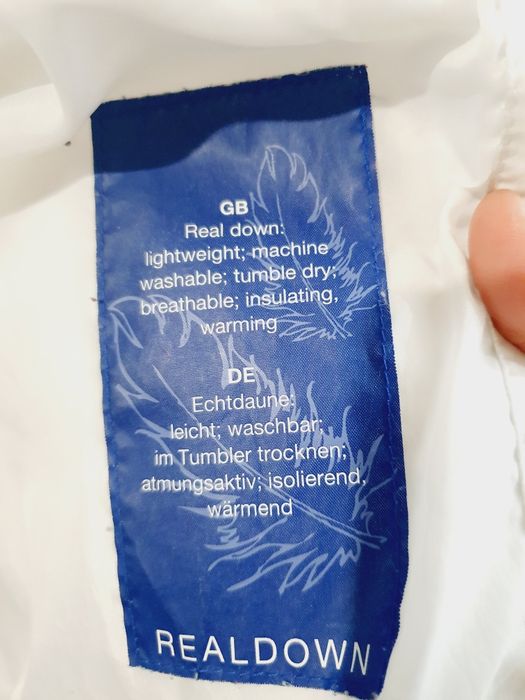 GB
Real down:
lightweight; machine
washable; tumble dry;
breathable; insulating,
warming
DE
Echtdaune:
leicht; waschbar;
im Tumbler trocknen;
atmungsaktiv; isolierend,
wärmend
REALDOWN